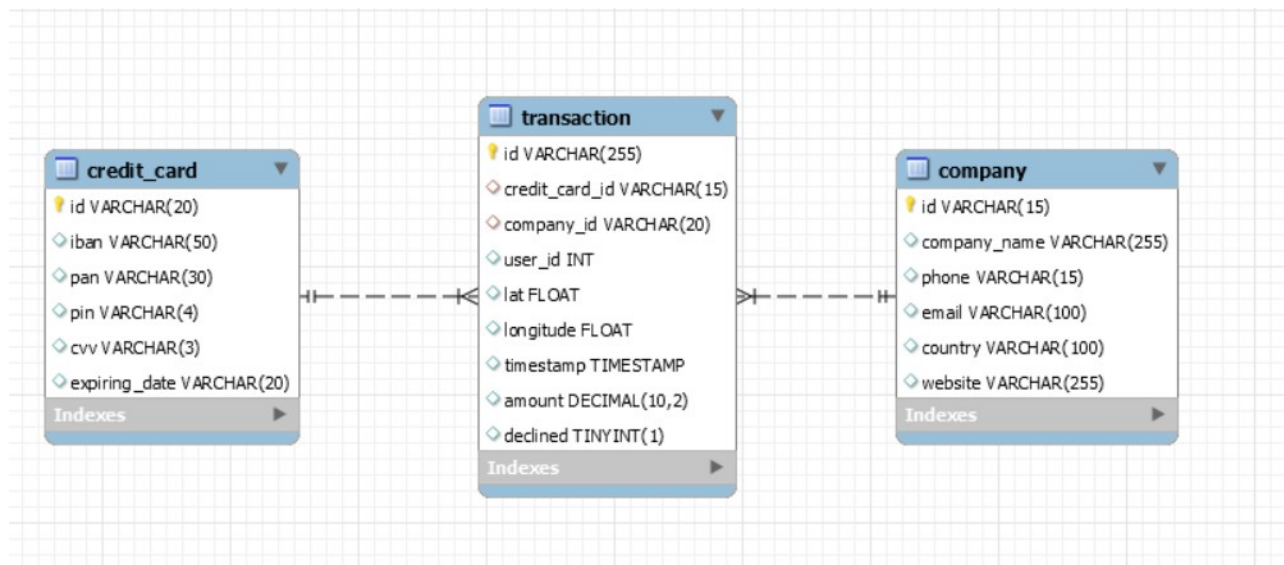 credit_card
id VARCHAR(20)
iban VARCHAR(50)
pan VARCHAR(30)
pin VARCHAR(4)
cvv VARCHAR(3)
expiring_date VARCHAR(20)
Indexes
transaction
id VARCHAR(255)
credit_card_id VARCHAR(15)
company_id VARCHAR(20)
user_id INT
lat FLOAT
longitude FLOAT
timestamp TIMESTAMP
amount DECIMAL(10,2)
declined TINYINT(1)
Indexes
company
id VARCHAR(15)
company_name VARCHAR(255)
phone VARCHAR(15)
email VARCHAR(100)
country VARCHAR(100)
website VARCHAR(255)
Indexes